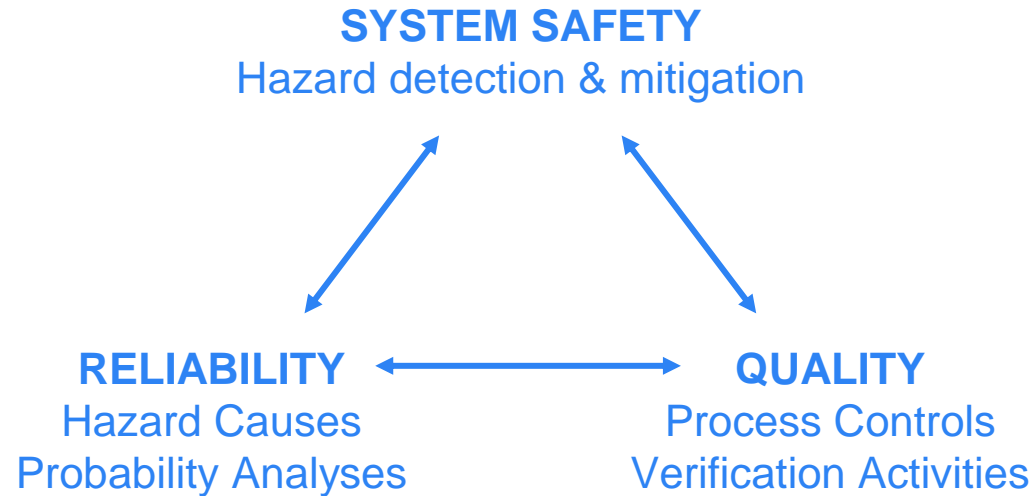 SYSTEM SAFETY
Hazard detection & mitigation
RELIABILITY
Hazard Causes
Probability Analyses
QUALITY
Process Controls
Verification Activities